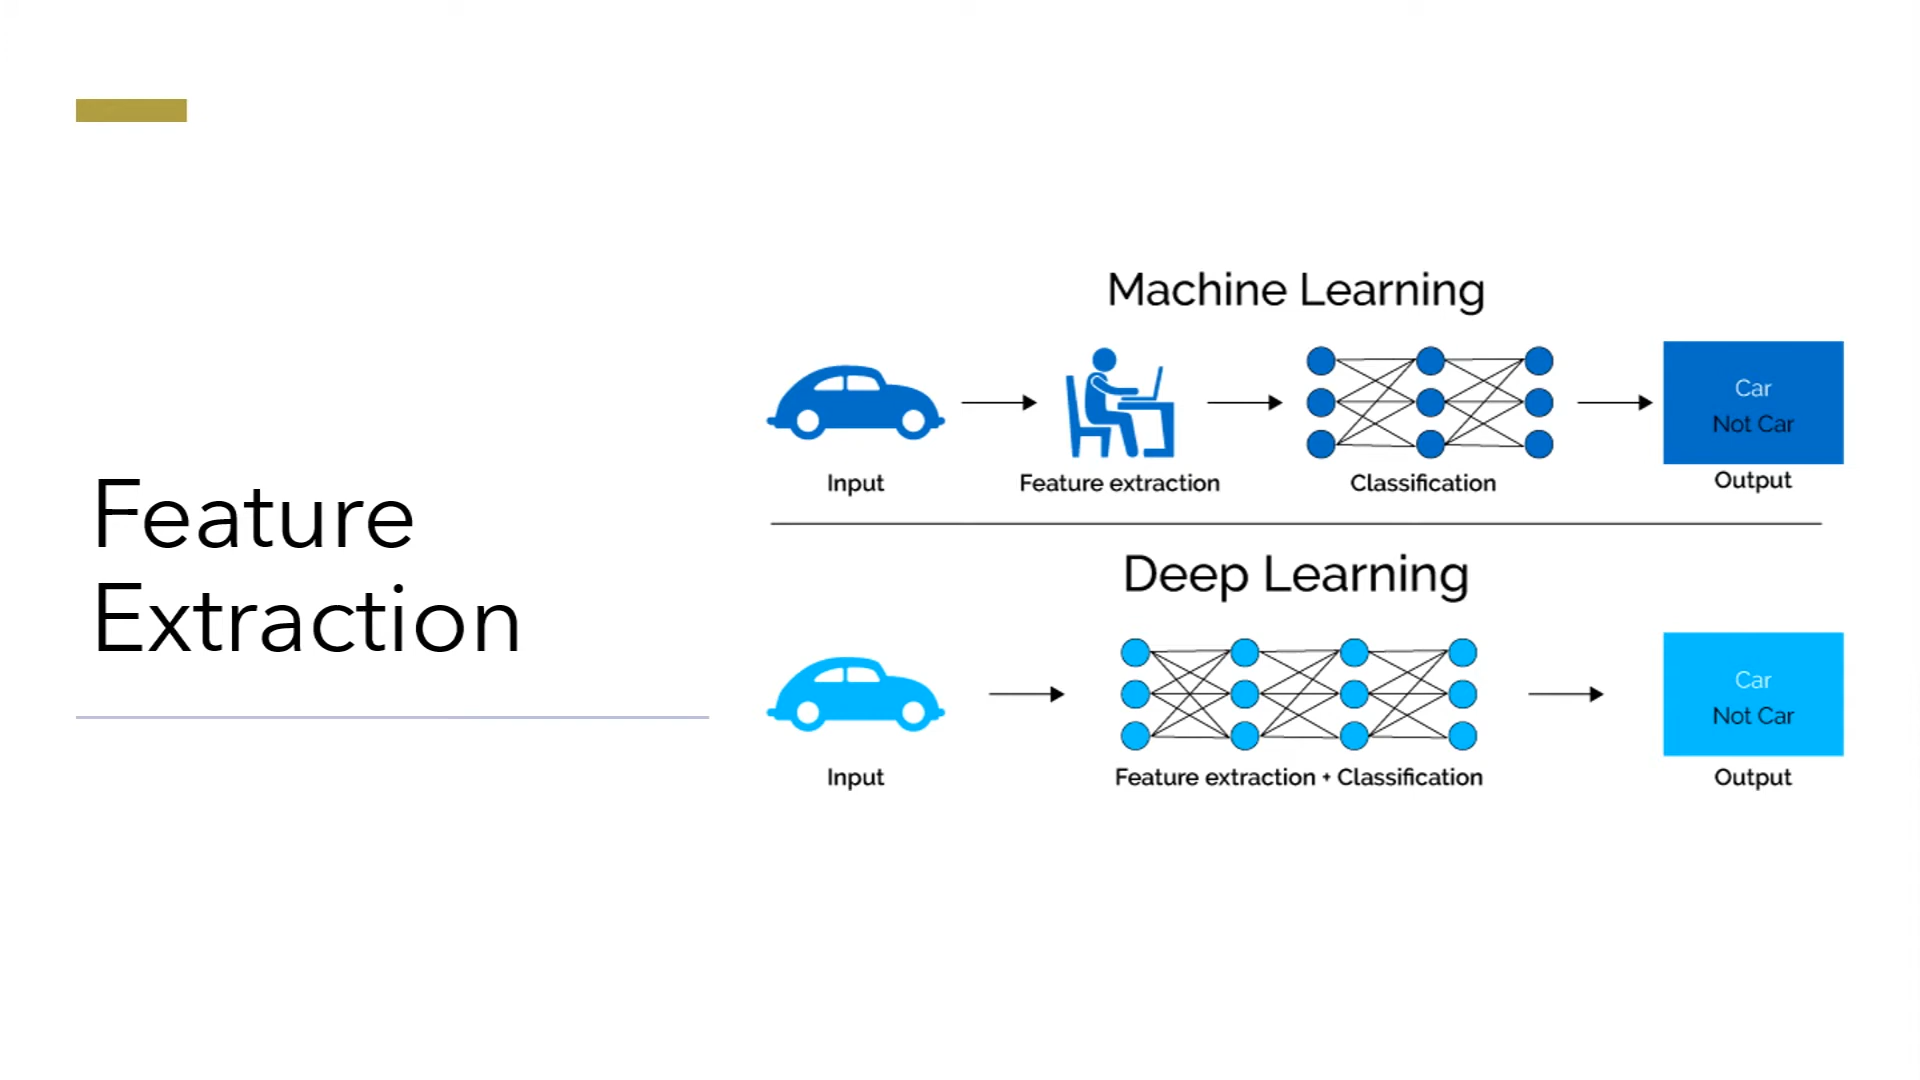 Feature
Extraction
Machine Learning
Car
Not Car
Input
Feature extraction
Classification
Output
Deep Learning
Car
Not Car
Input
Feature extraction + Classification
Output